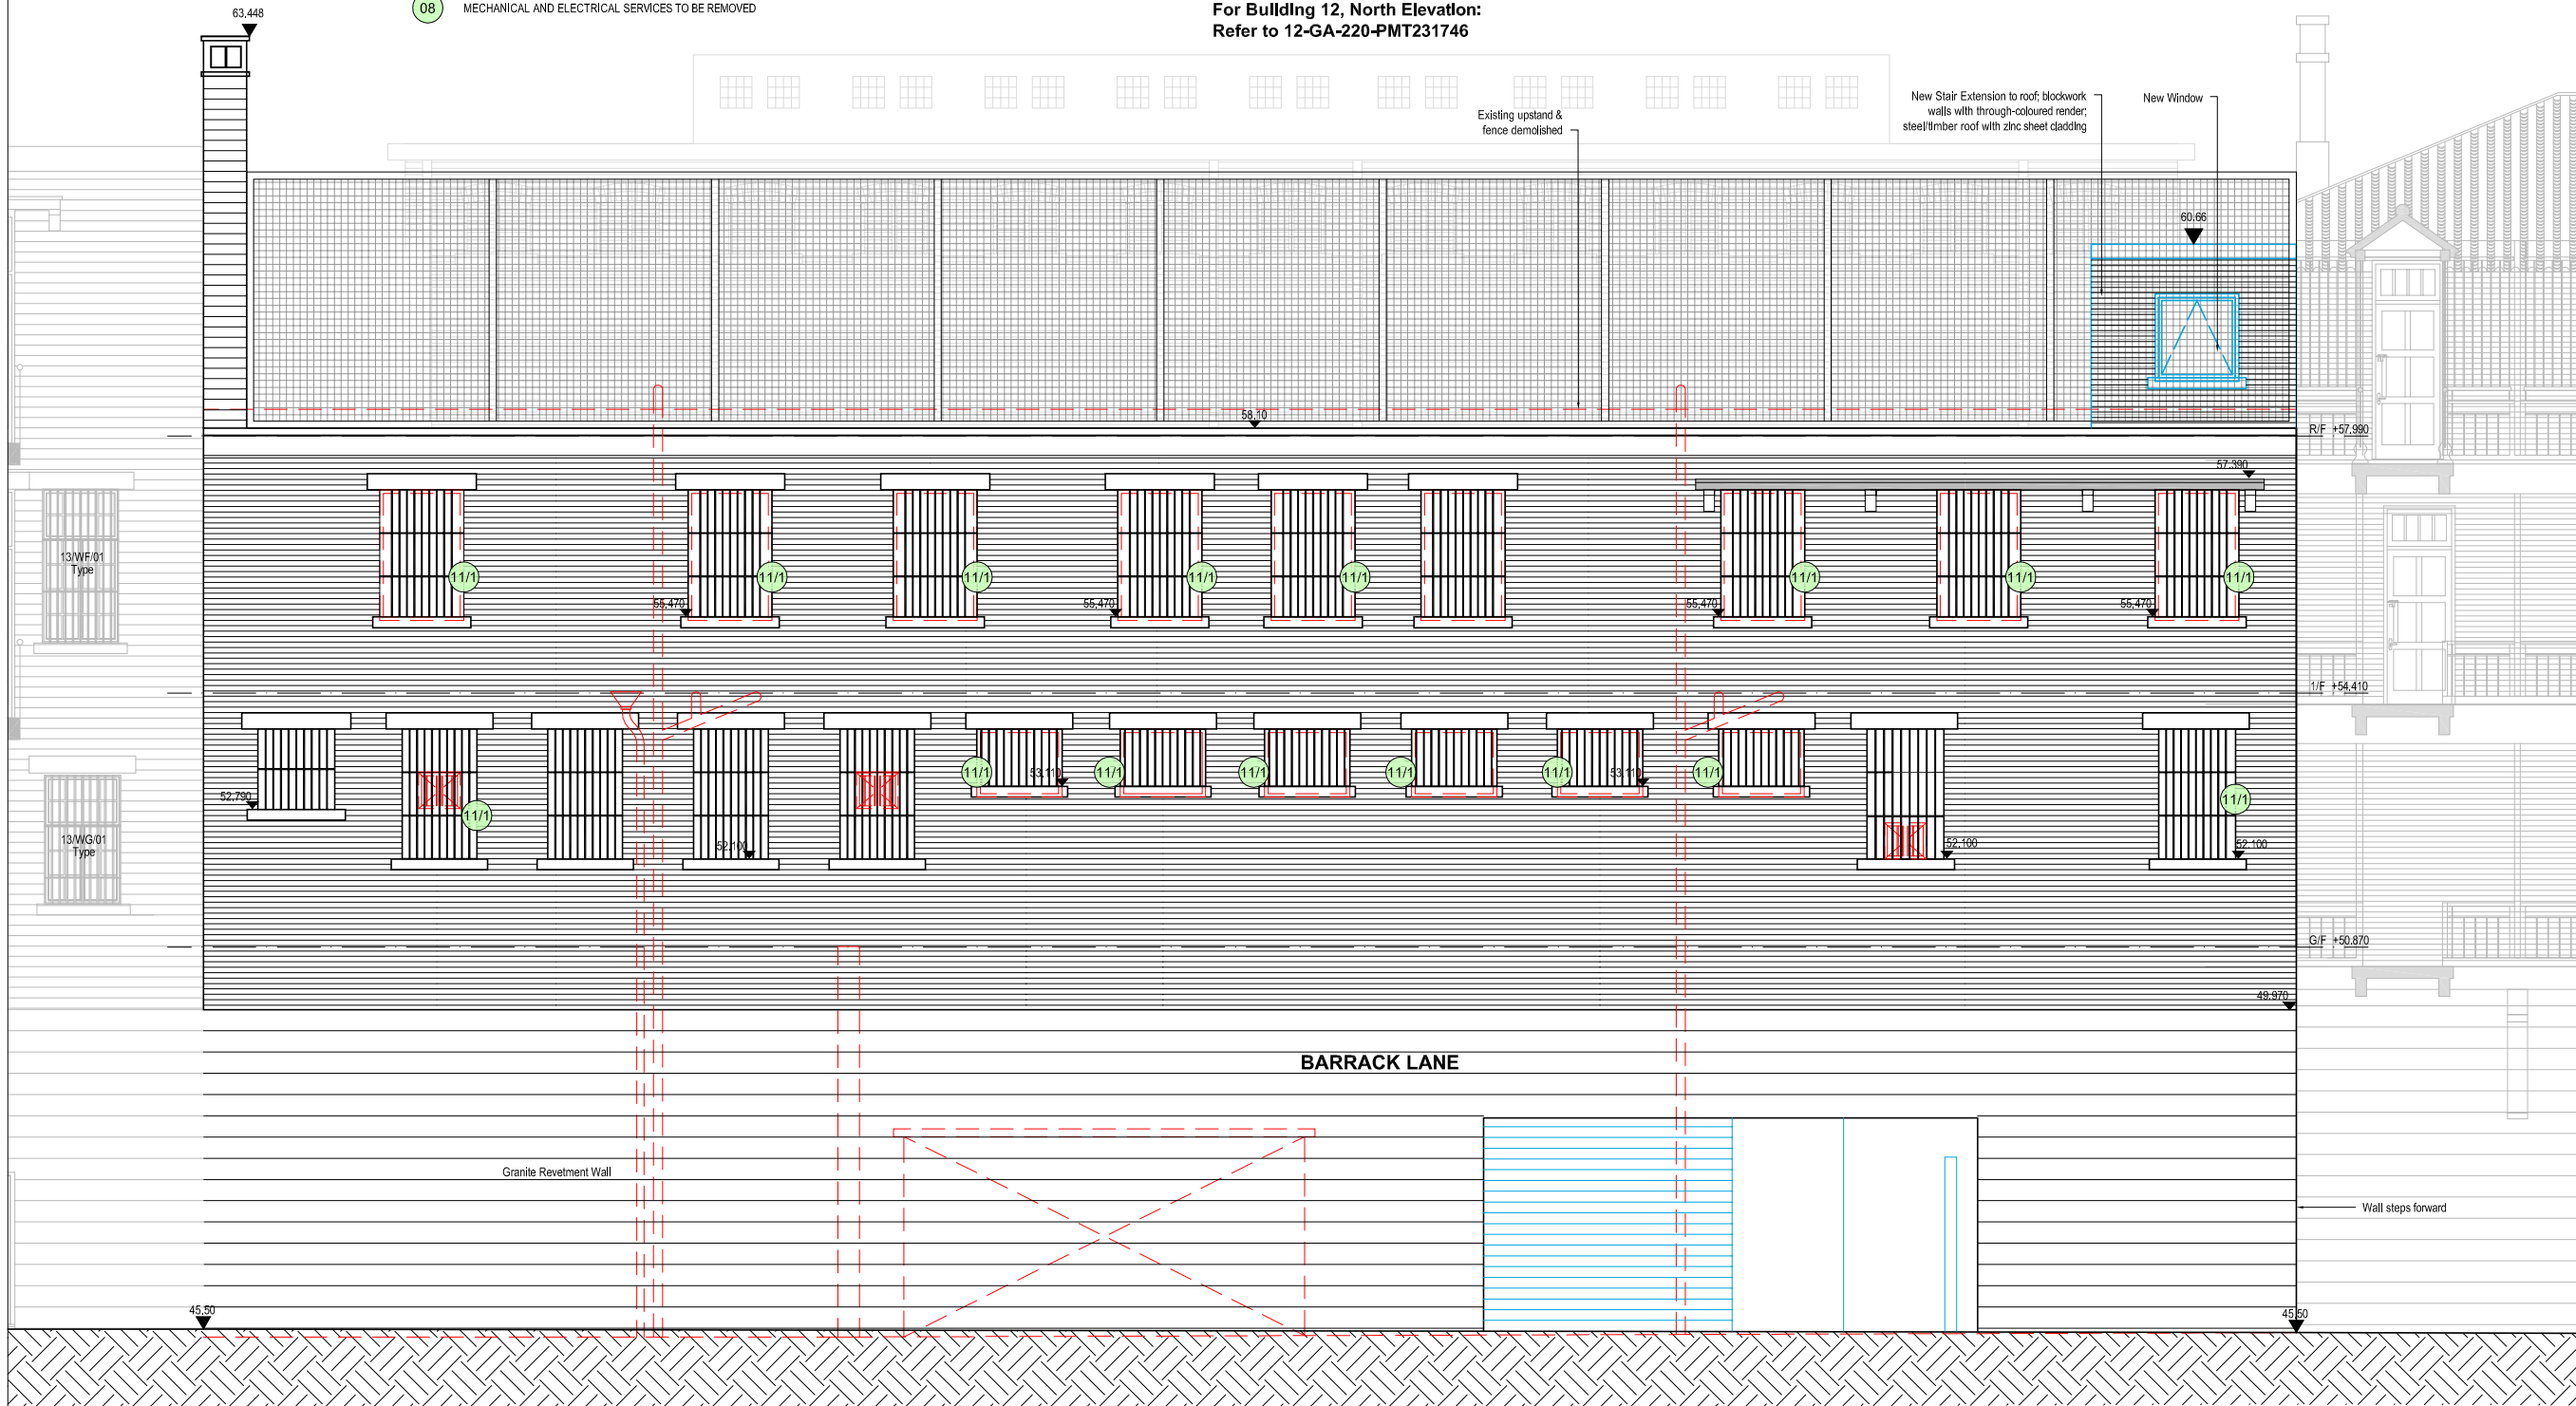 08 MECHANICAL AND ELECTRICAL SERVICES TO BE REMOVED
For Building 12, North Elevation:
Refer to 12-GA-220-PMT231746
63.448
New Stair Extension to roof; blockwork
walls with through-coloured render;
steel/timber roof with zinc sheet cladding
New Window
Existing upstand &
fence demolished
60.66
58.10
R/F +57.990
57.390
13/WF/01
Type
11/1 11/1 11/1 11/1 11/1 11/1 11/1 11/1
55.470 55.470 55.470 55.470
1/F +54.410
11/1 11/1 11/1 11/1 11/1 11/1
53.110 53.110
52.790
11/1 11/1
13/WG/01
Type
52.100 52.100 52.100
G/F +50.870
49.970
BARRACK LANE
Granite Revetment Wall
Wall steps forward
45.50 45.50